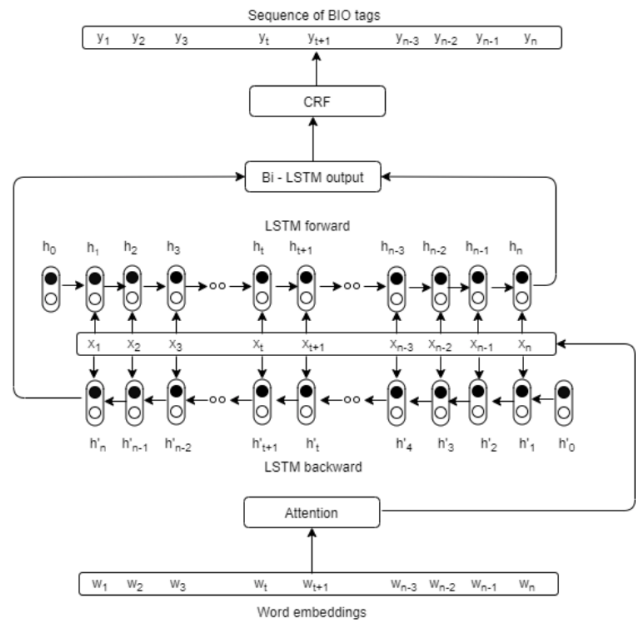 Sequence of BIO tags
y1 y2 y3 yt yt+1 yn-3 yn-2 yn-1 yn
CRF
Bi - LSTM output
LSTM forward
h0 h1 h2 h3 ht ht+1 hn-3 hn-2 hn-1 hn
x1 x2 x3 xt xt+1 xn-3 xn-2 xn-1 xn
h'n h'n-1 h'n-2 h't+1 h't h'4 h'3 h'2 h'1 h'0
LSTM backward
Attention
w1 w2 w3 wt wt+1 wn-3 wn-2 wn-1 wn
Word embeddings